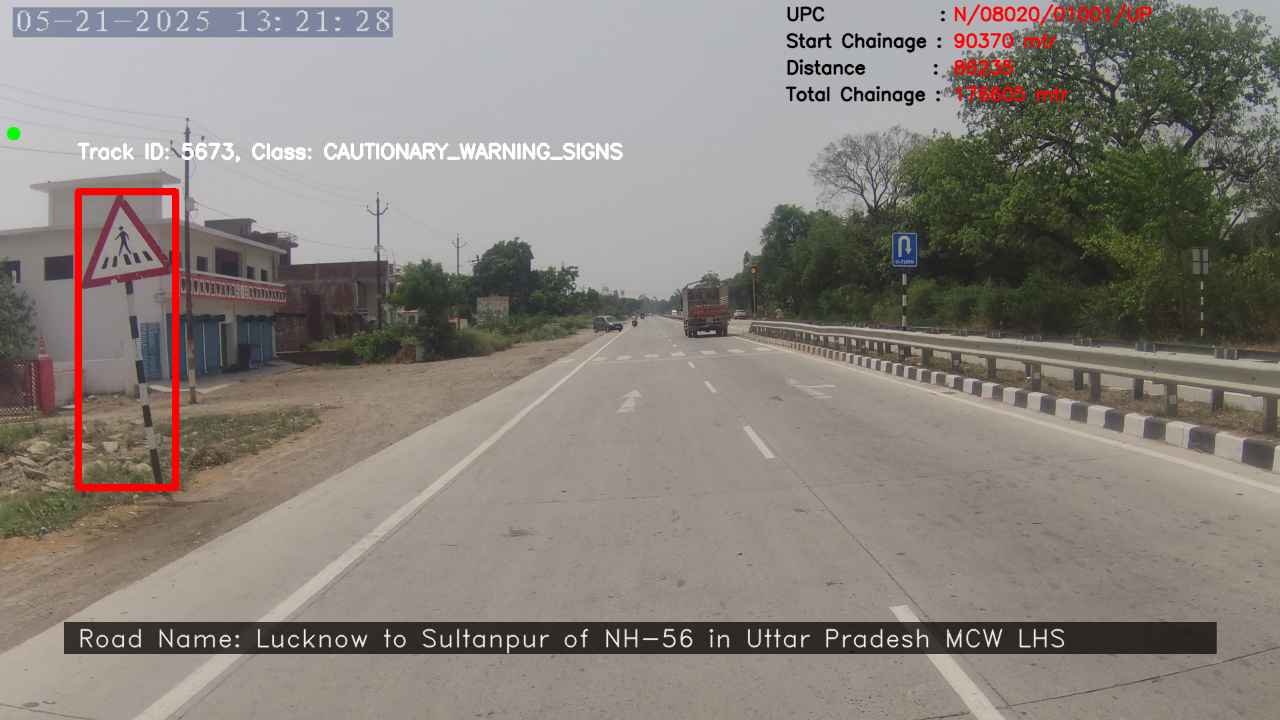 05-21-2025 13:21:28
UPC : N/08020/01001/UP
Start Chainage : 90370 mtr
Distance : 86235
Total Chainage : 176605 mtr
Track ID: 5673, Class: CAUTIONARY_WARNING_SIGNS
U-TURN
Road Name: Lucknow to Sultanpur of NH-56 in Uttar Pradesh MCW LHS